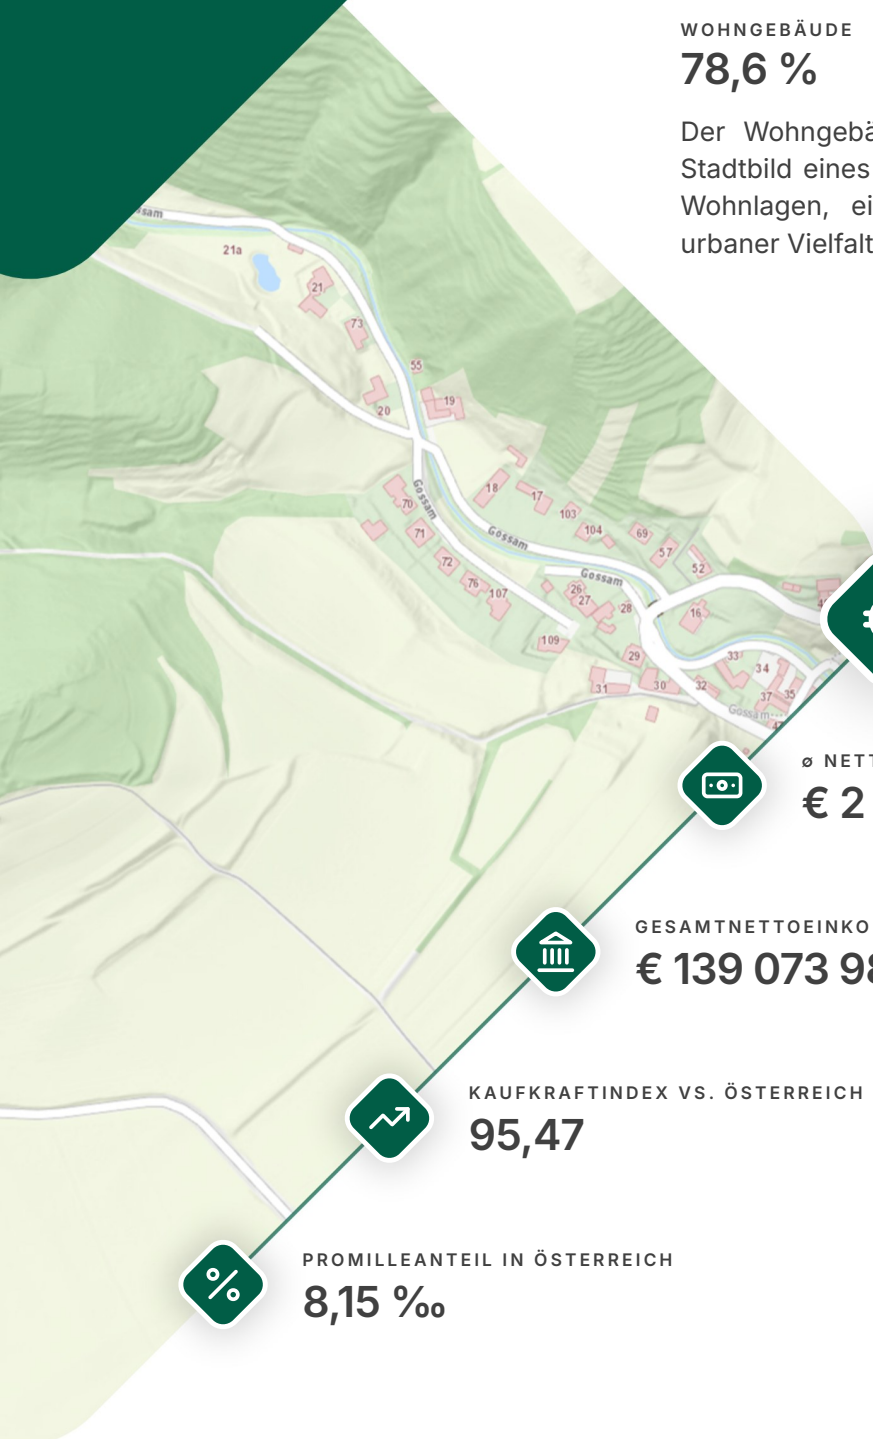 WOHNGEBÄUDE
78,6 %
Der Wohngebä
Stadtbild eines
Wohnlagen, ei
urbaner Vielfalt
sam
21a
21
73
55
20
19
18
17
70
Gossam
103
71
Gossam
104
69
57
72
52
Gossam
76
26
107
27
28
16
109
29
33
34
31
30
32
37
35
Gossam
ø NETT
€ 2
GESAMTNETTOEINKO
€ 139 073 98
KAUFKRAFTINDEX VS. ÖSTERREICH
95,47
PROMILLEANTEIL IN ÖSTERREICH
8,15 ‰